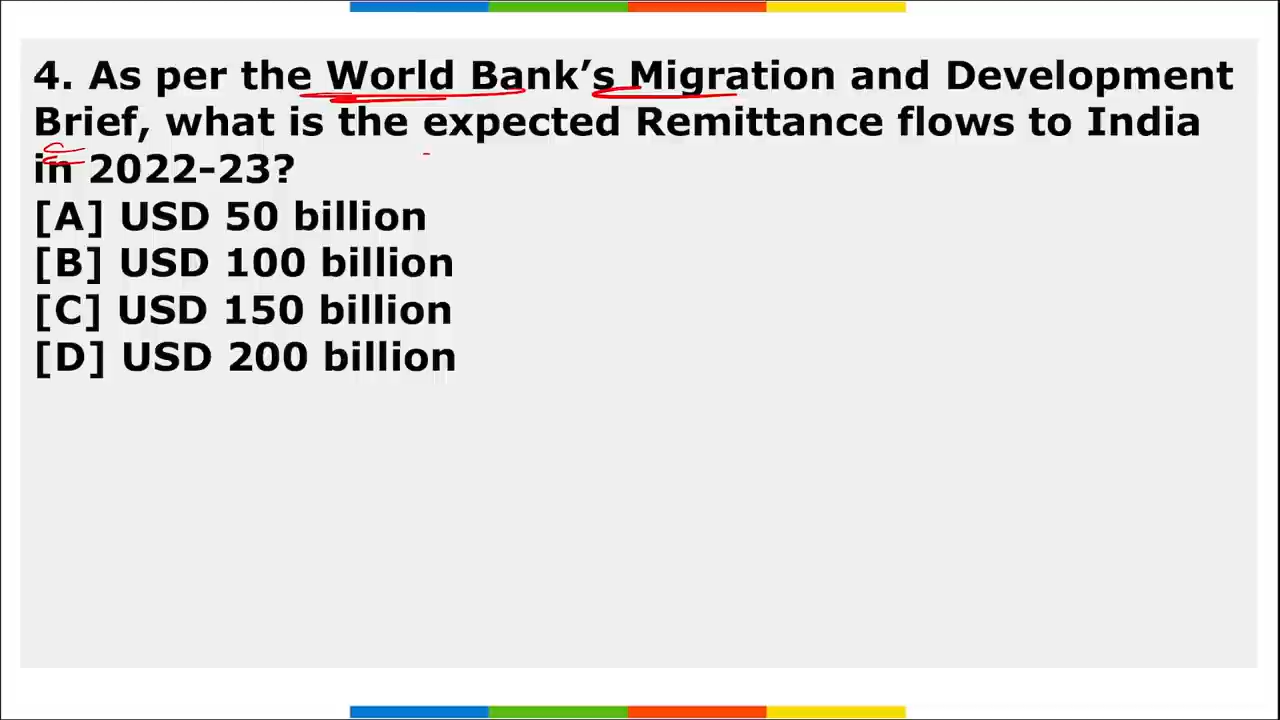 4. As per the World Bank’s Migration and Development
Brief, what is the expected Remittance flows to India
in 2022-23?
[A] USD 50 billion
[B] USD 100 billion
[C] USD 150 billion
[D] USD 200 billion